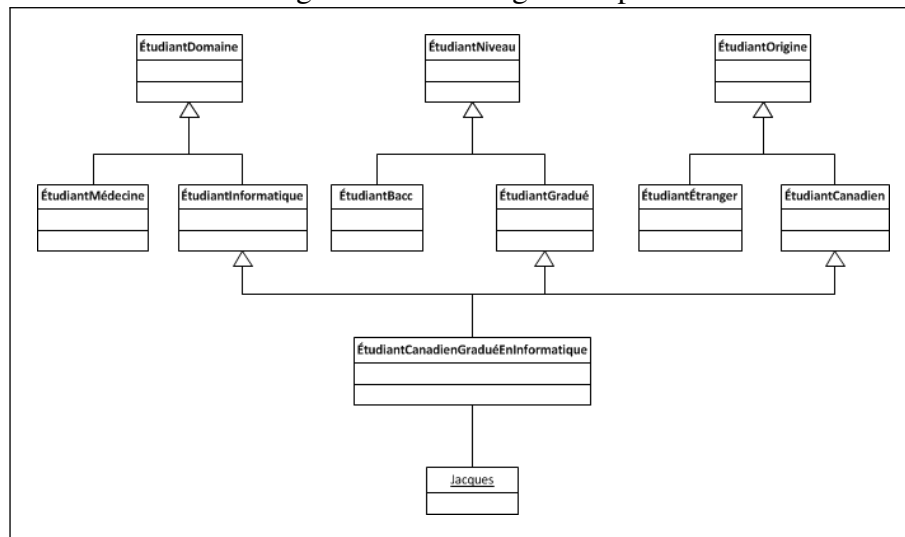 ÉtudiantDomaine
ÉtudiantNiveau
ÉtudiantOrigine
ÉtudiantMédecine
ÉtudiantInformatique
ÉtudiantBacc
ÉtudiantGradué
ÉtudiantÉtranger
ÉtudiantCanadien
ÉtudiantCanadienGraduéEnInformatique
Jacques